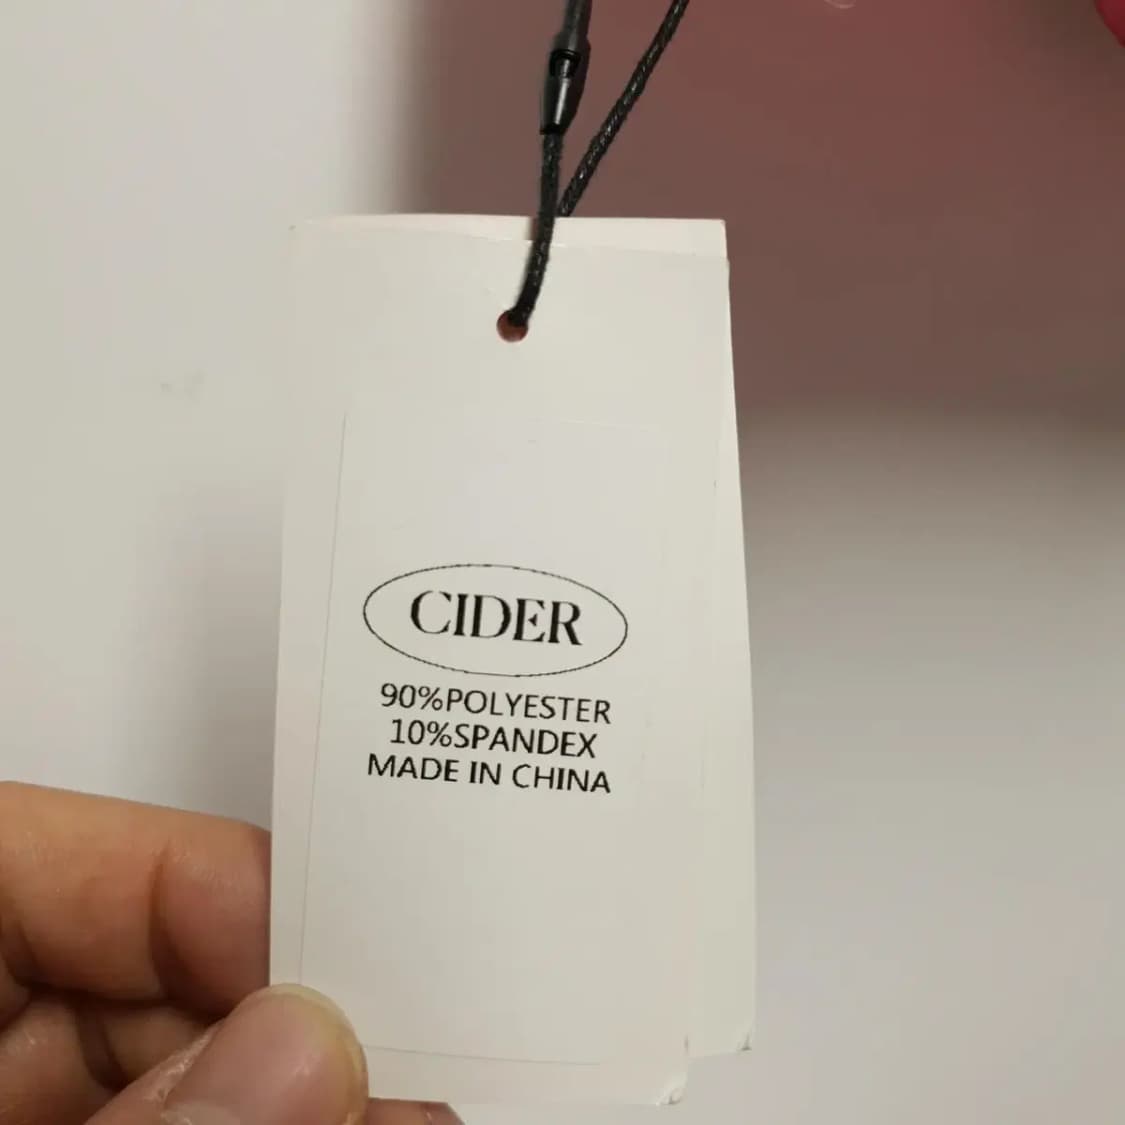 CIDER
90%POLYESTER
10%SPANDEX
MADE IN CHINA